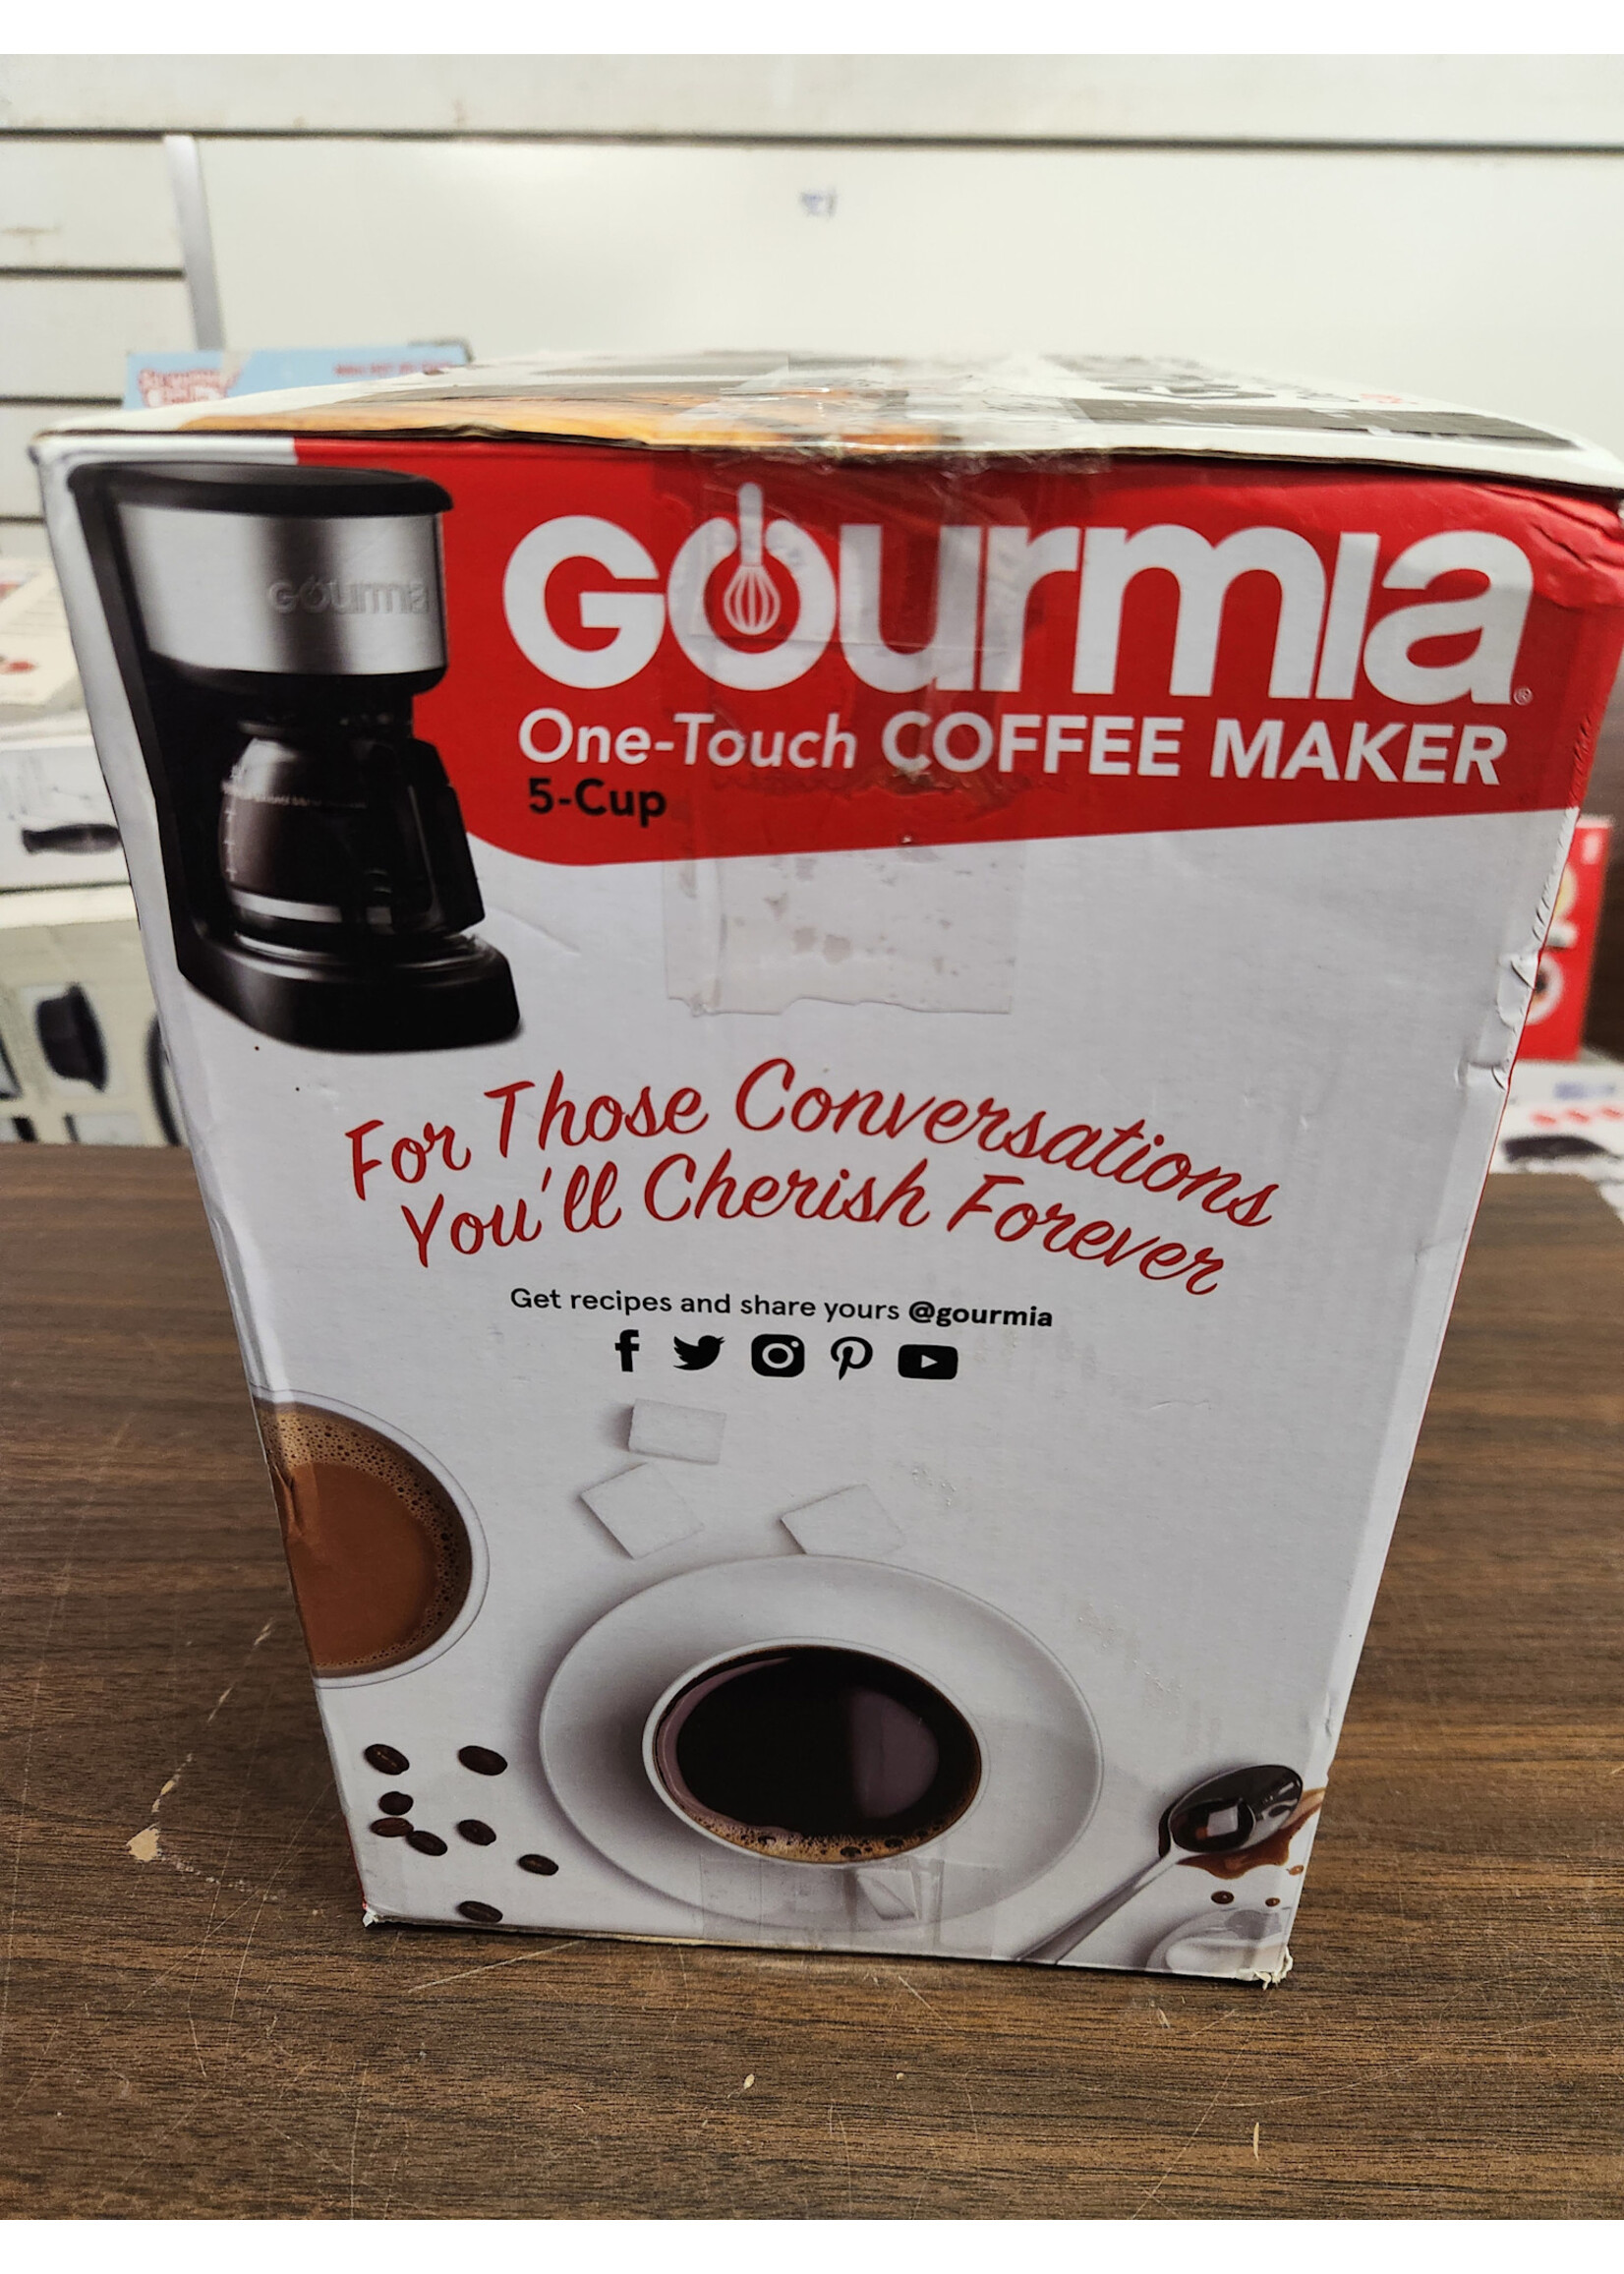 Gourmia
Gourmia®
One-Touch COFFEE MAKER
5-Cup
For Those Conversations
You'll Cherish Forever
Get recipes and share yours @gourmia